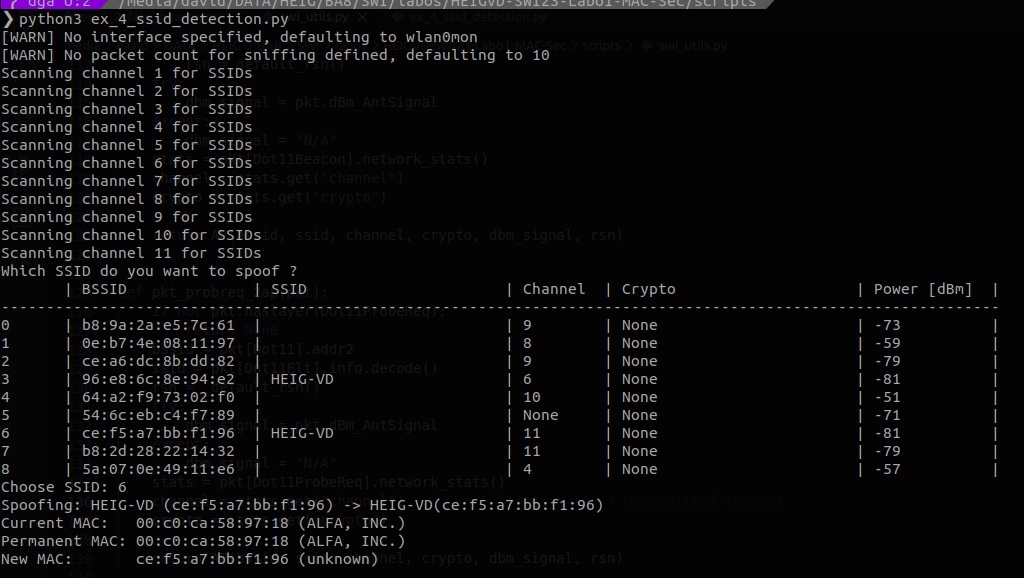 dga 0:2 /media/david/DATA/HEIG/BA8/SWI/labos/HEIGVD-SWI23-Labo1-MAC-Sec/scripts
❯ python3 ex_4_ssid_detection.py
[WARN] No interface specified, defaulting to wlan0mon
[WARN] No packet count for sniffing defined, defaulting to 10
Scanning channel 1 for SSIDs
Scanning channel 2 for SSIDs
Scanning channel 3 for SSIDs
Scanning channel 4 for SSIDs
Scanning channel 5 for SSIDs
Scanning channel 6 for SSIDs
Scanning channel 7 for SSIDs
Scanning channel 8 for SSIDs
Scanning channel 9 for SSIDs
Scanning channel 10 for SSIDs
Scanning channel 11 for SSIDs
Which SSID do you want to spoof ?
| BSSID | SSID | Channel | Crypto | Power [dBm] |
0 | b8:9a:2a:e5:7c:61 | | 9 | None | -73 |
1 | 0e:b7:4e:08:11:97 | | 8 | None | -59 |
2 | ce:a6:dc:8b:dd:82 | | 9 | None | -79 |
3 | 96:e8:6c:8e:94:e2 | HEIG-VD | 6 | None | -81 |
4 | 64:a2:f9:73:02:f0 | | 10 | None | -51 |
5 | 54:6c:eb:c4:f7:89 | | None | None | -71 |
6 | ce:f5:a7:bb:f1:96 | HEIG-VD | 11 | None | -81 |
7 | b8:2d:28:22:14:32 | | 11 | None | -79 |
8 | 5a:07:0e:49:11:e6 | | 4 | None | -57 |
Choose SSID: 6
Spoofing: HEIG-VD (ce:f5:a7:bb:f1:96) -> HEIG-VD(ce:f5:a7:bb:f1:96)
Current MAC: 00:c0:ca:58:97:18 (ALFA, INC.)
Permanent MAC: 00:c0:ca:58:97:18 (ALFA, INC.)
New MAC: ce:f5:a7:bb:f1:96 (unknown)